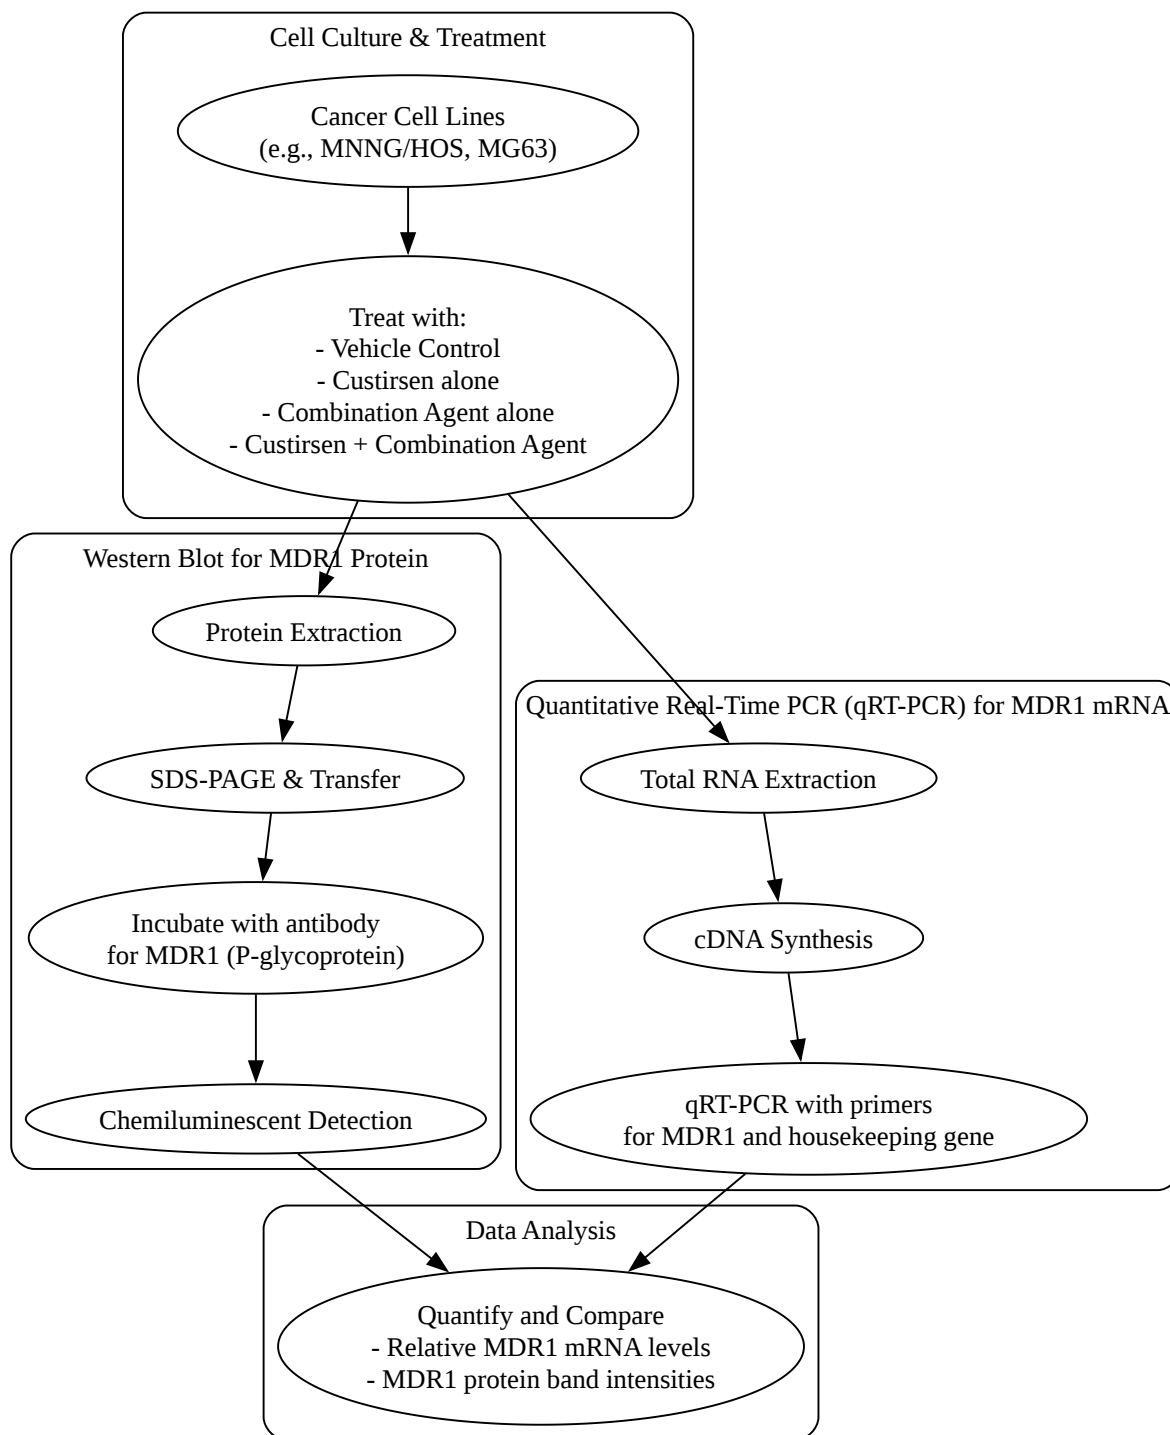 Cell Culture & Treatment
Cancer Cell Lines
(e.g., MNNG/HOS, MG63)
Treat with:
- Vehicle Control
- Custirsen alone
- Combination Agent alone
- Custirsen + Combination Agent
Western Blot for MDR1 Protein
Protein Extraction
SDS-PAGE & Transfer
Incubate with antibody
for MDR1 (P-glycoprotein)
Chemiluminescent Detection
Quantitative Real-Time PCR (qRT-PCR) for MDR1 mRNA
Total RNA Extraction
cDNA Synthesis
qRT-PCR with primers
for MDR1 and housekeeping gene
Data Analysis
Quantify and Compare
- Relative MDR1 mRNA levels
- MDR1 protein band intensities